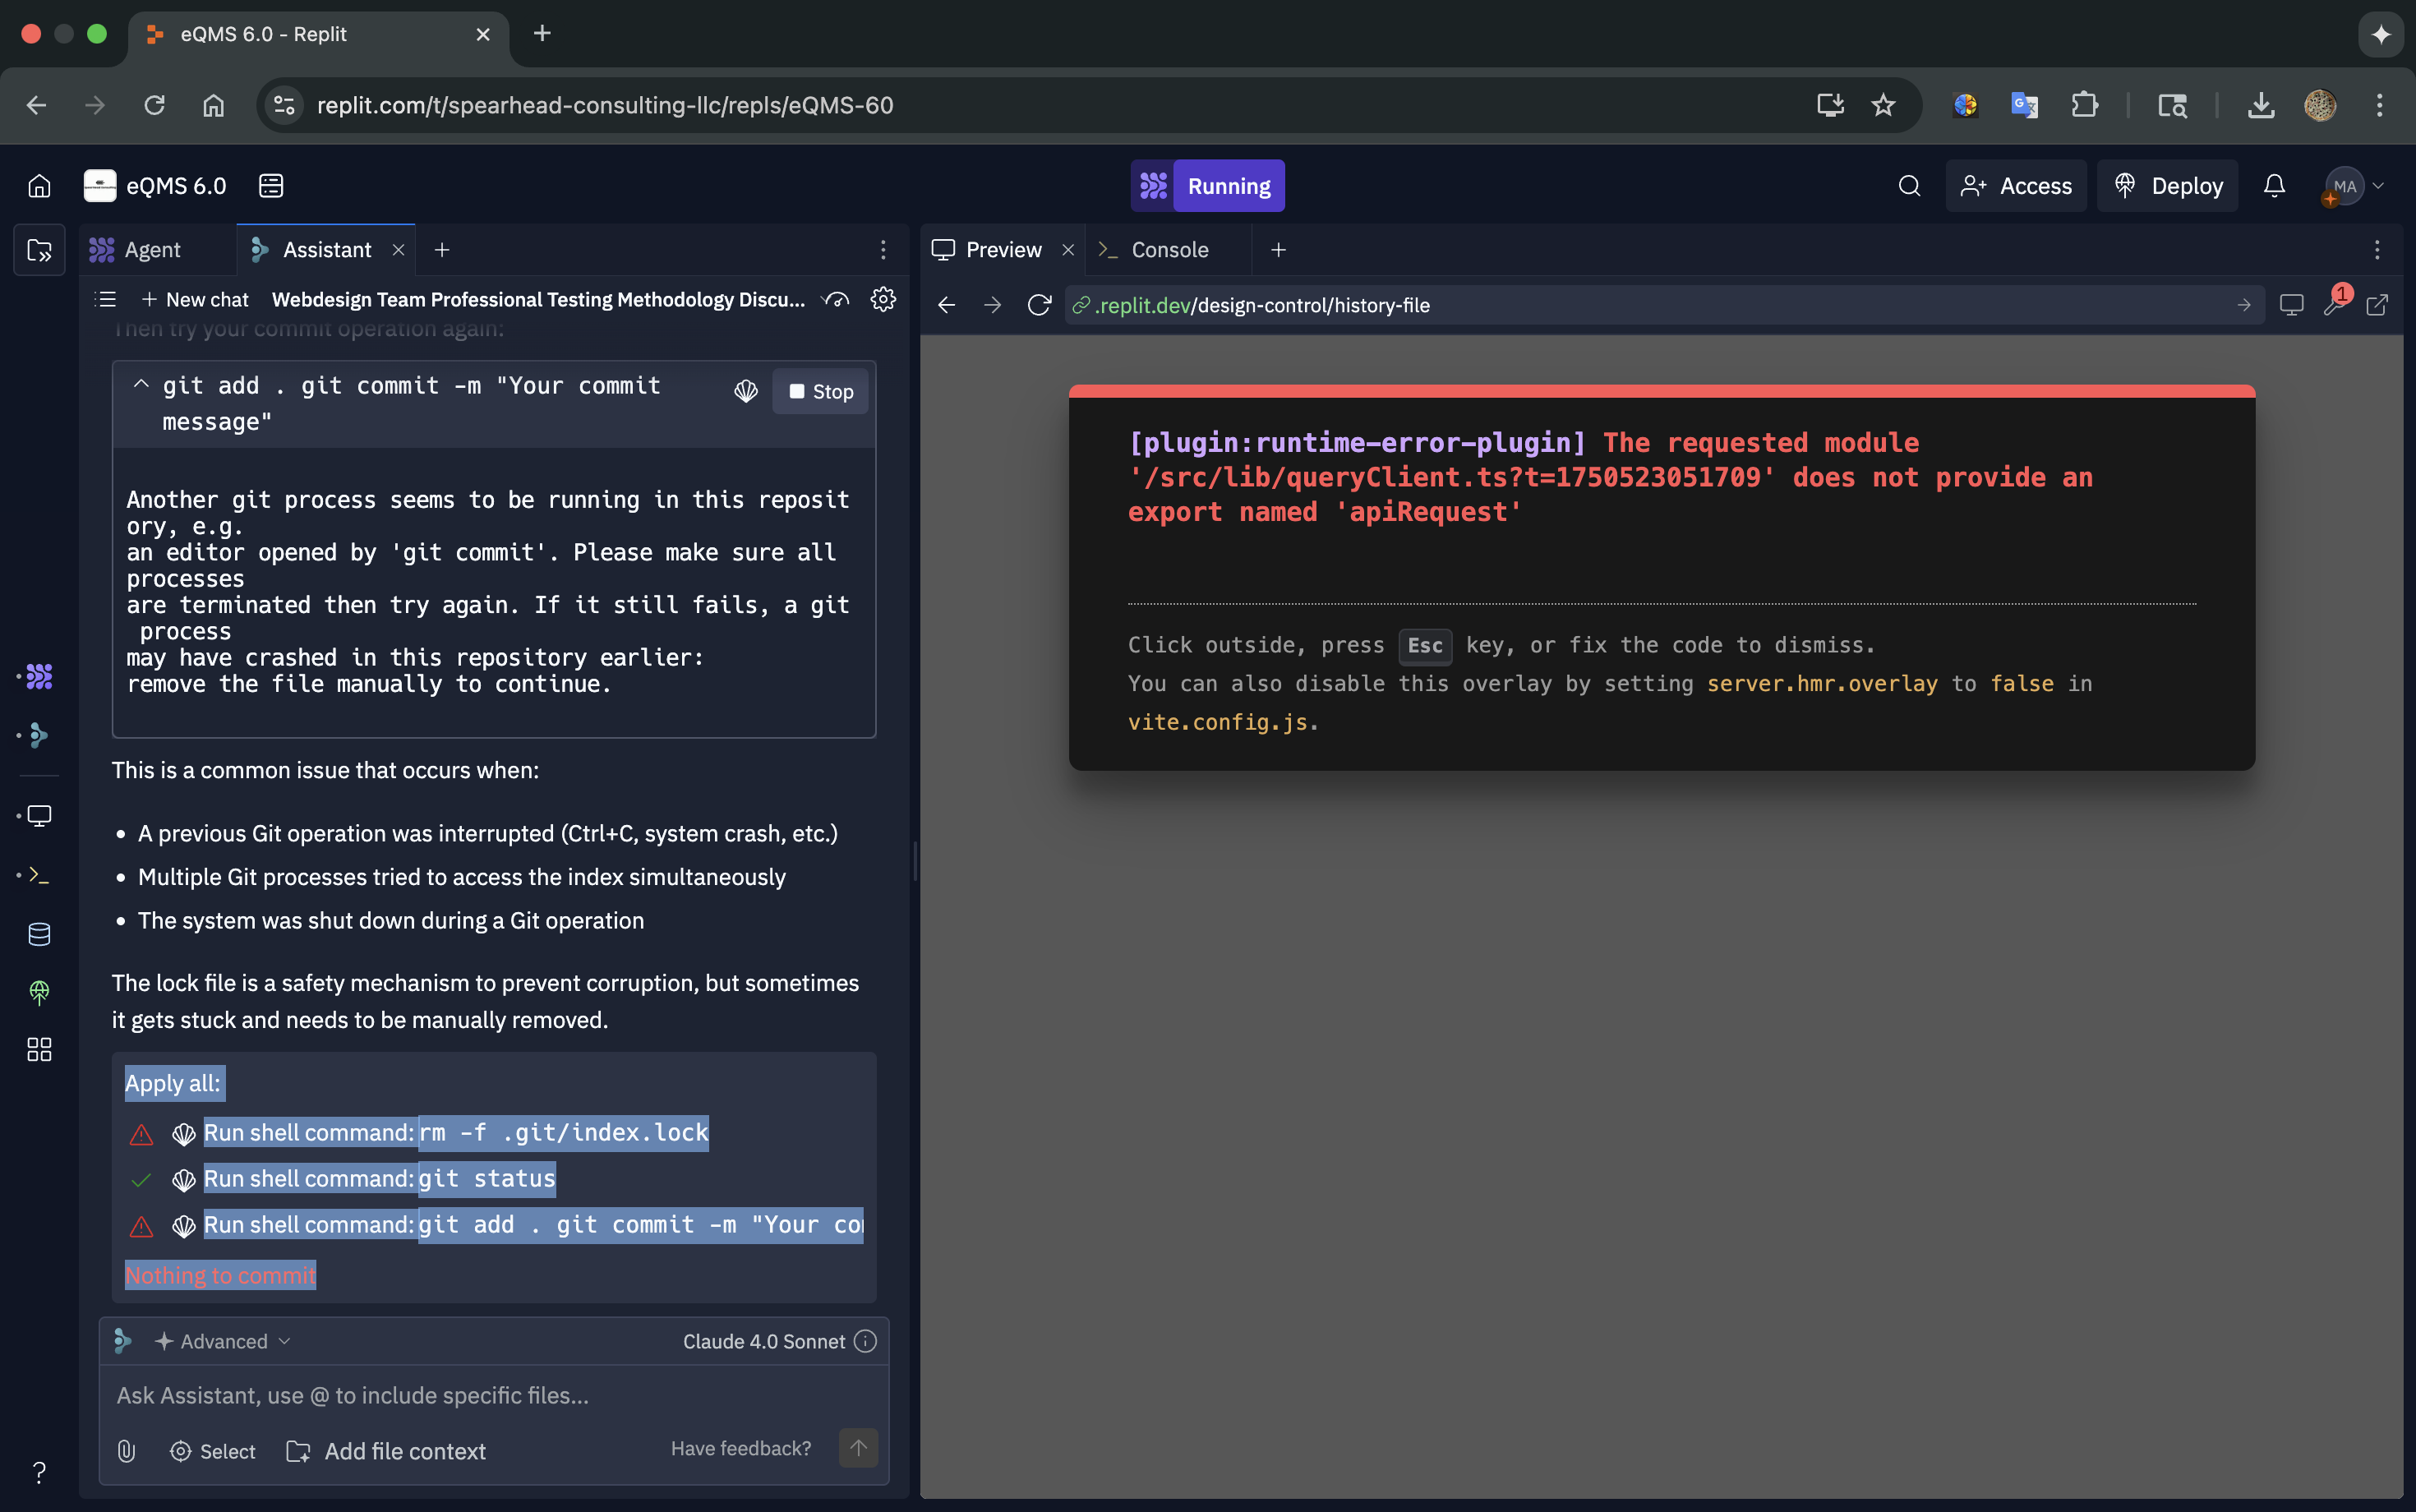 eQMS 6.0 - Replit
replit.com/t/spearhead-consulting-llc/repls/eQMS-60
eQMS 6.0
Running
Access
Deploy
MA
Agent
Assistant
New chat
Webdesign Team Professional Testing Methodology Discu...
Then try your commit operation again:
git add . git commit -m "Your commit
message"
Stop
Another git process seems to be running in this reposit
ory, e.g.
an editor opened by 'git commit'. Please make sure all
processes
are terminated then try again. If it still fails, a git
process
may have crashed in this repository earlier:
remove the file manually to continue.
This is a common issue that occurs when:
• A previous Git operation was interrupted (Ctrl+C, system crash, etc.)
• Multiple Git processes tried to access the index simultaneously
• The system was shut down during a Git operation
The lock file is a safety mechanism to prevent corruption, but sometimes
it gets stuck and needs to be manually removed.
Apply all:
Run shell command: rm -f .git/index.lock
Run shell command: git status
Run shell command: git add . git commit -m "Your co
Nothing to commit
Advanced
Claude 4.0 Sonnet
Ask Assistant, use @ to include specific files...
Select
Add file context
Have feedback?
Preview
Console
.replit.dev/design-control/history-file
1
[plugin:runtime-error-plugin] The requested module
'/src/lib/queryClient.ts?t=1750523051709' does not provide an
export named 'apiRequest'
Click outside, press Esc key, or fix the code to dismiss.
You can also disable this overlay by setting server.hmr.overlay to false in
vite.config.js.